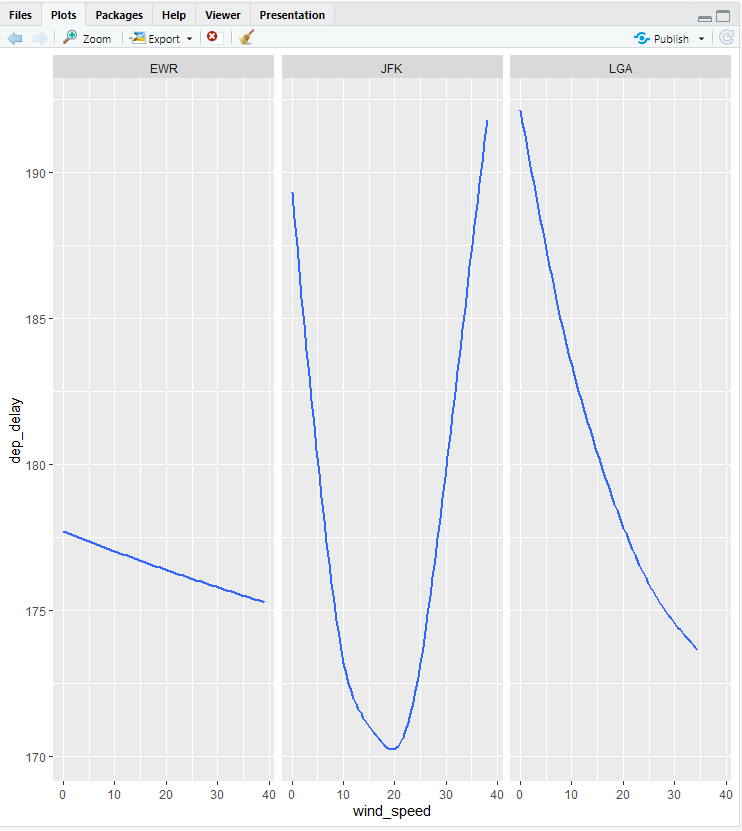 Files Plots Packages Help Viewer Presentation
Zoom Export Publish
EWR JFK LGA
190
185
180
175
170
dep_delay
0 10 20 30 40 0 10 20 30 40 0 10 20 30 40
wind_speed